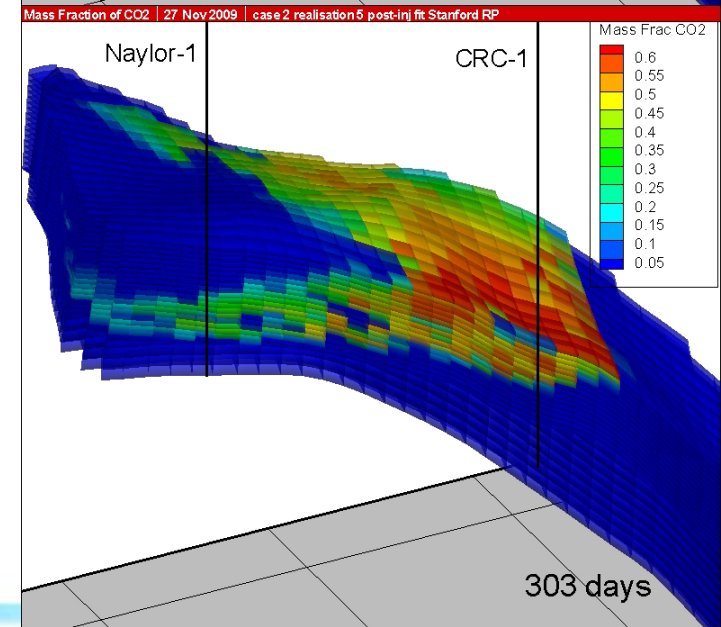 Mass Fraction of CO2 | 27 Nov 2009 | case 2 realisation 5 post-inj fit Stanford RP
Mass Frac CO2
Naylor-1
CRC-1
0.6
0.55
0.5
0.45
0.4
0.35
0.3
0.25
0.2
0.15
0.1
0.05
303 days